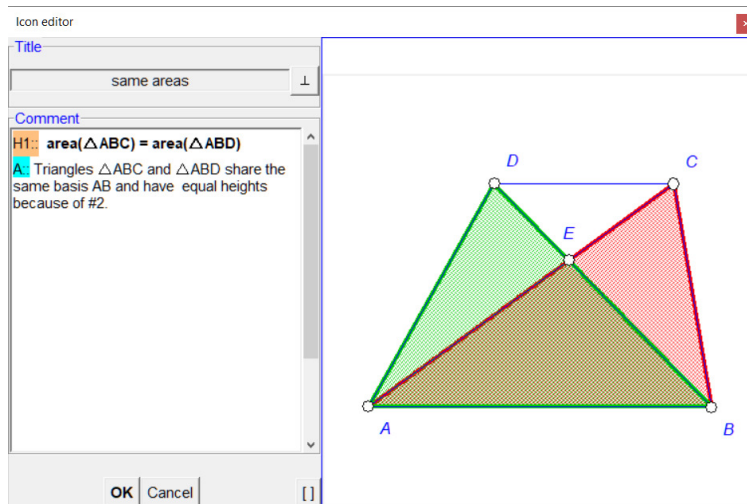 Icon editor
Title
same areas
⊥
Comment
H1:: area(△ABC) = area(△ABD)
A:: Triangles △ABC and △ABD share the
same basis AB and have equal heights
because of #2.
OK Cancel [ ]
D
C
E
A
B